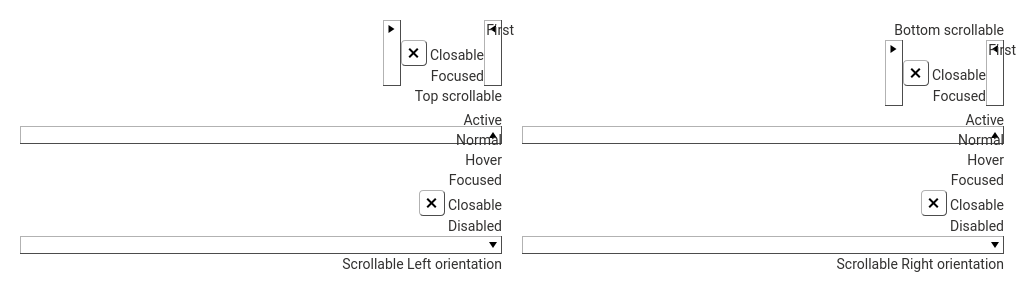 First
Closable
Focused
Top scrollable
Active
Normal
Hover
Focused
Closable
Disabled
Scrollable Left orientation
Bottom scrollable
First
Closable
Focused
Active
Normal
Hover
Focused
Closable
Disabled
Scrollable Right orientation